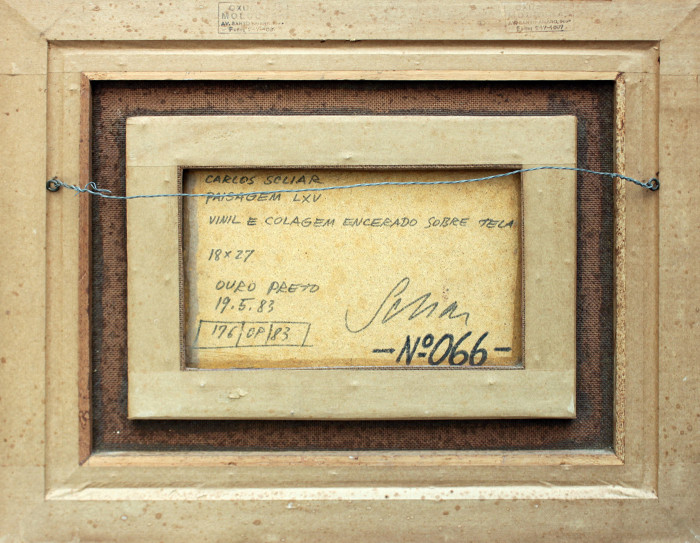 CARLOS SCLIAR
PAISAGEM LXV
VINIL E COLAGEM ENCERADO SOBRE TELA
18×27
OURO PRETO
19.5.83
176|OP|83
Scliar
-Nº066-